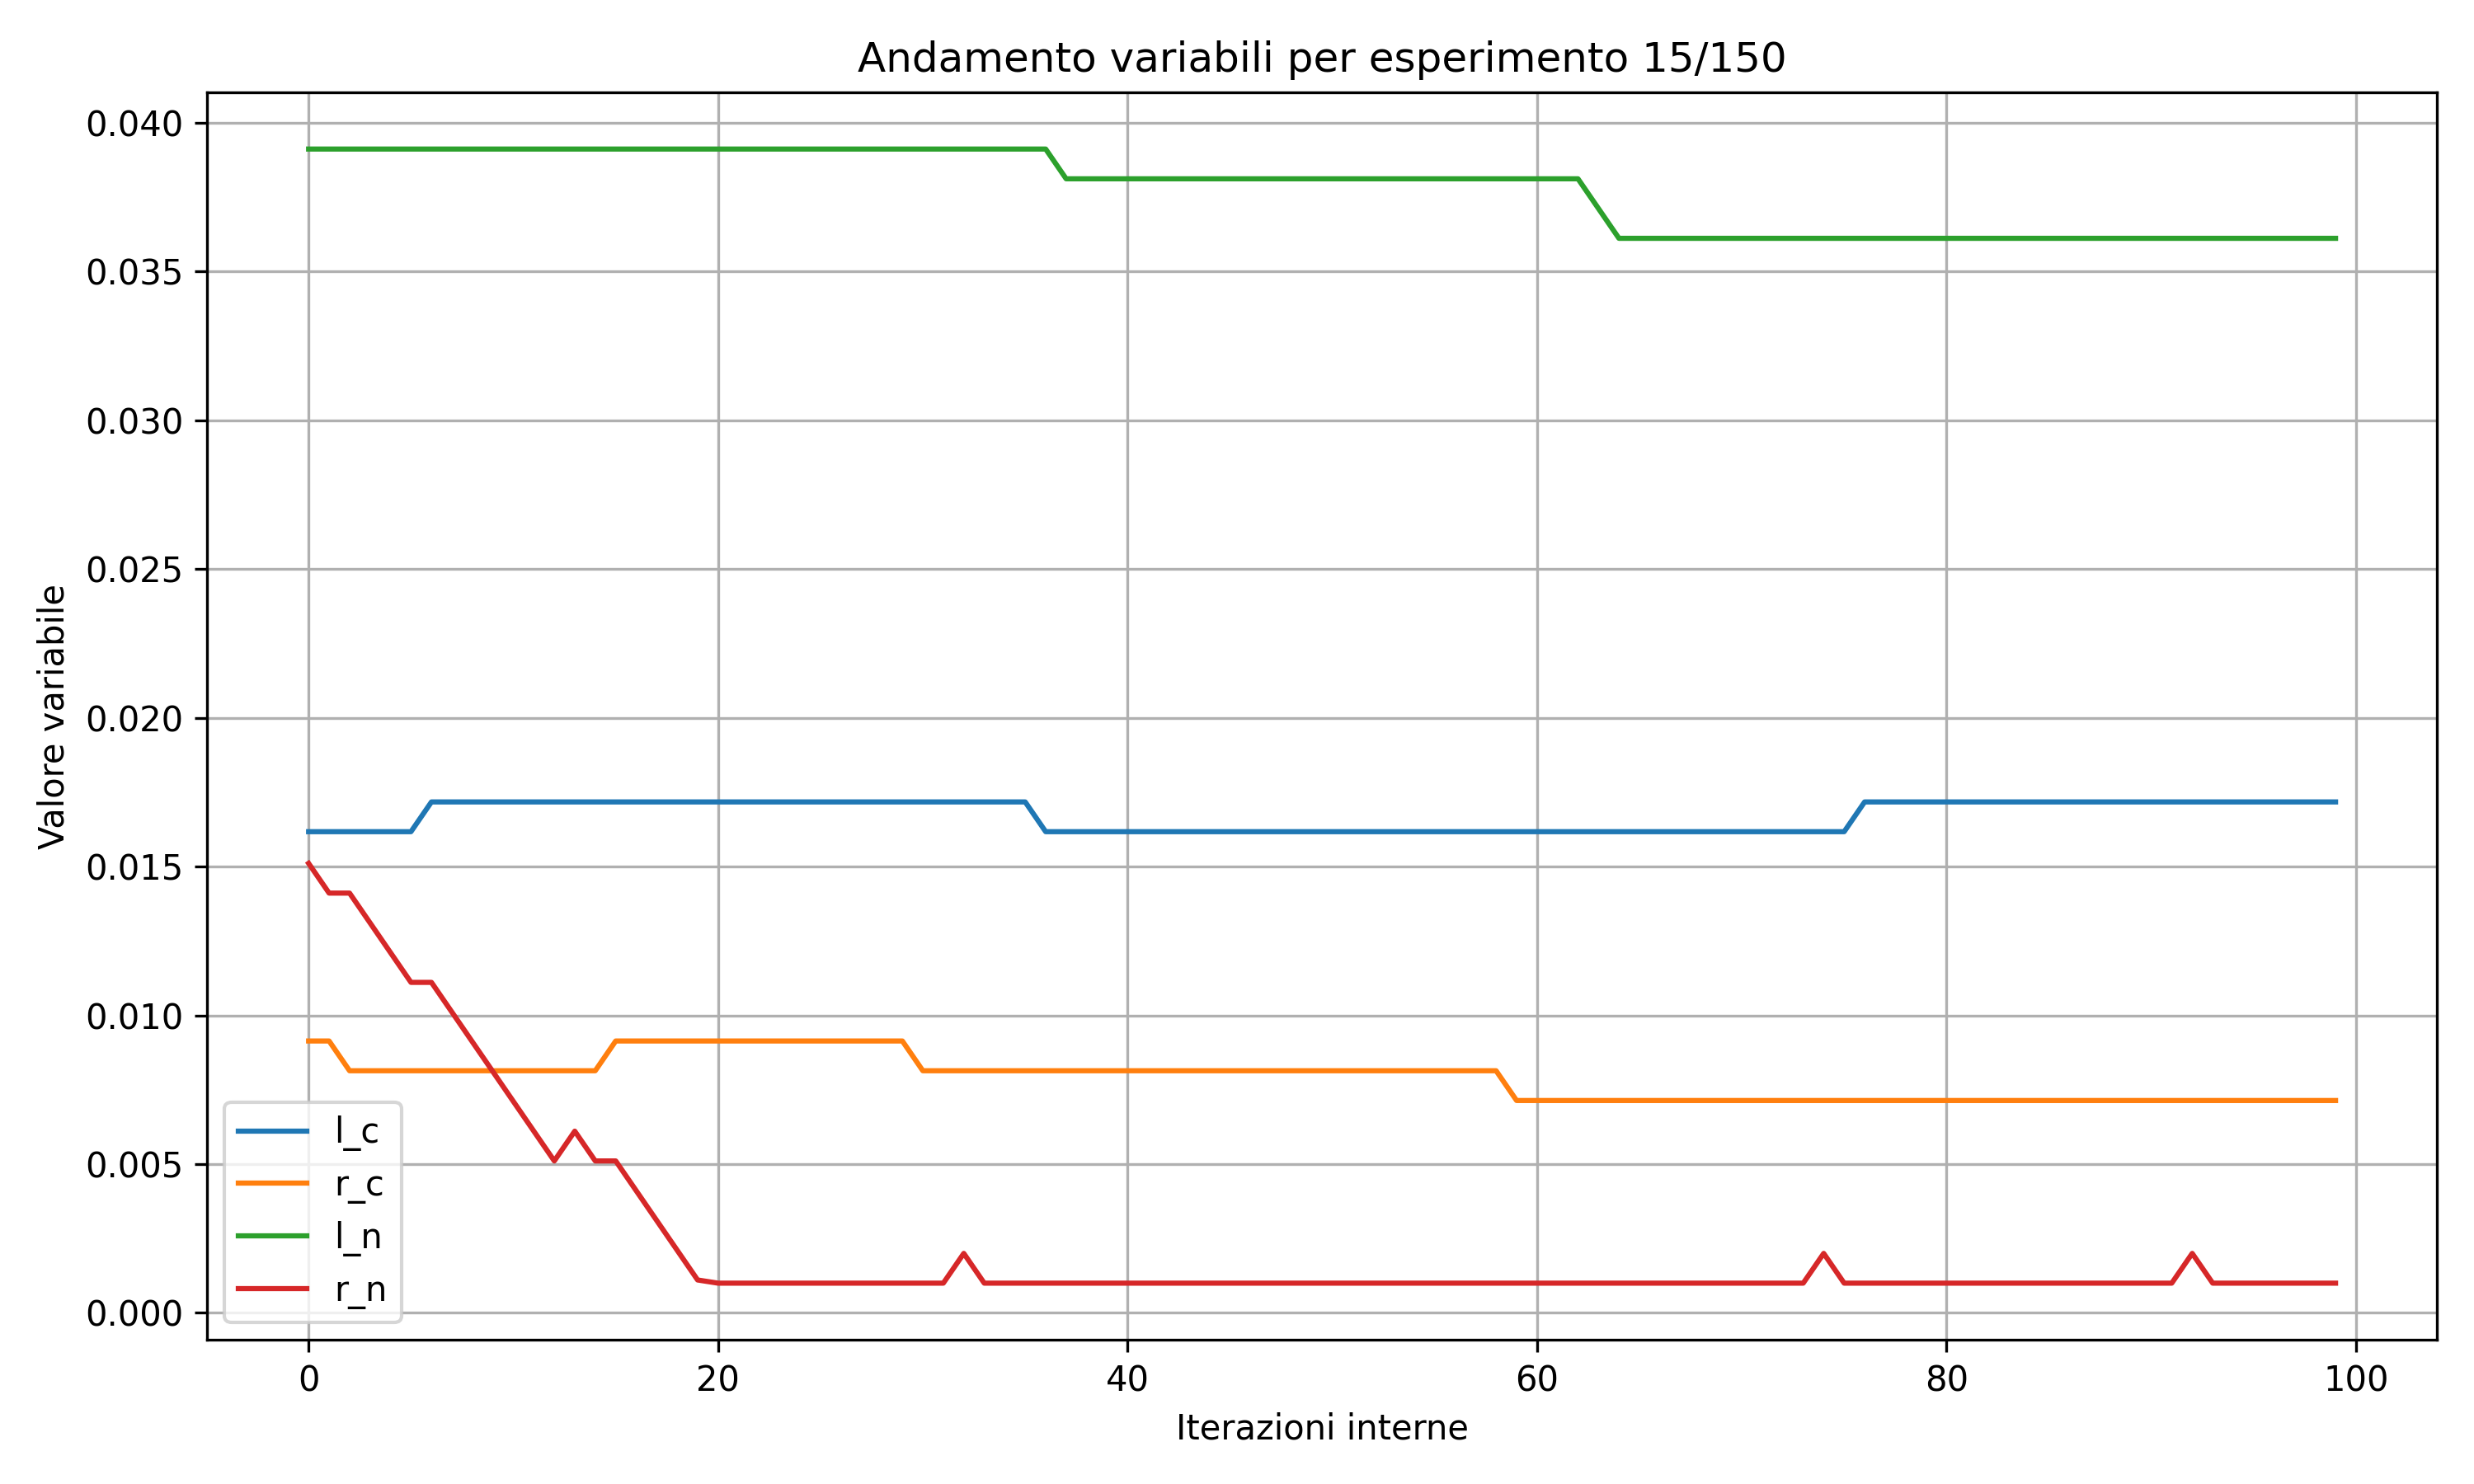 Andamento variabili per esperimento 15/150
Valore variabile
0.040
0.035
0.030
0.025
0.020
0.015
0.010
0.005
0.000
l_c
r_c
l_n
r_n
0 20 40 60 80 100
Iterazioni interne